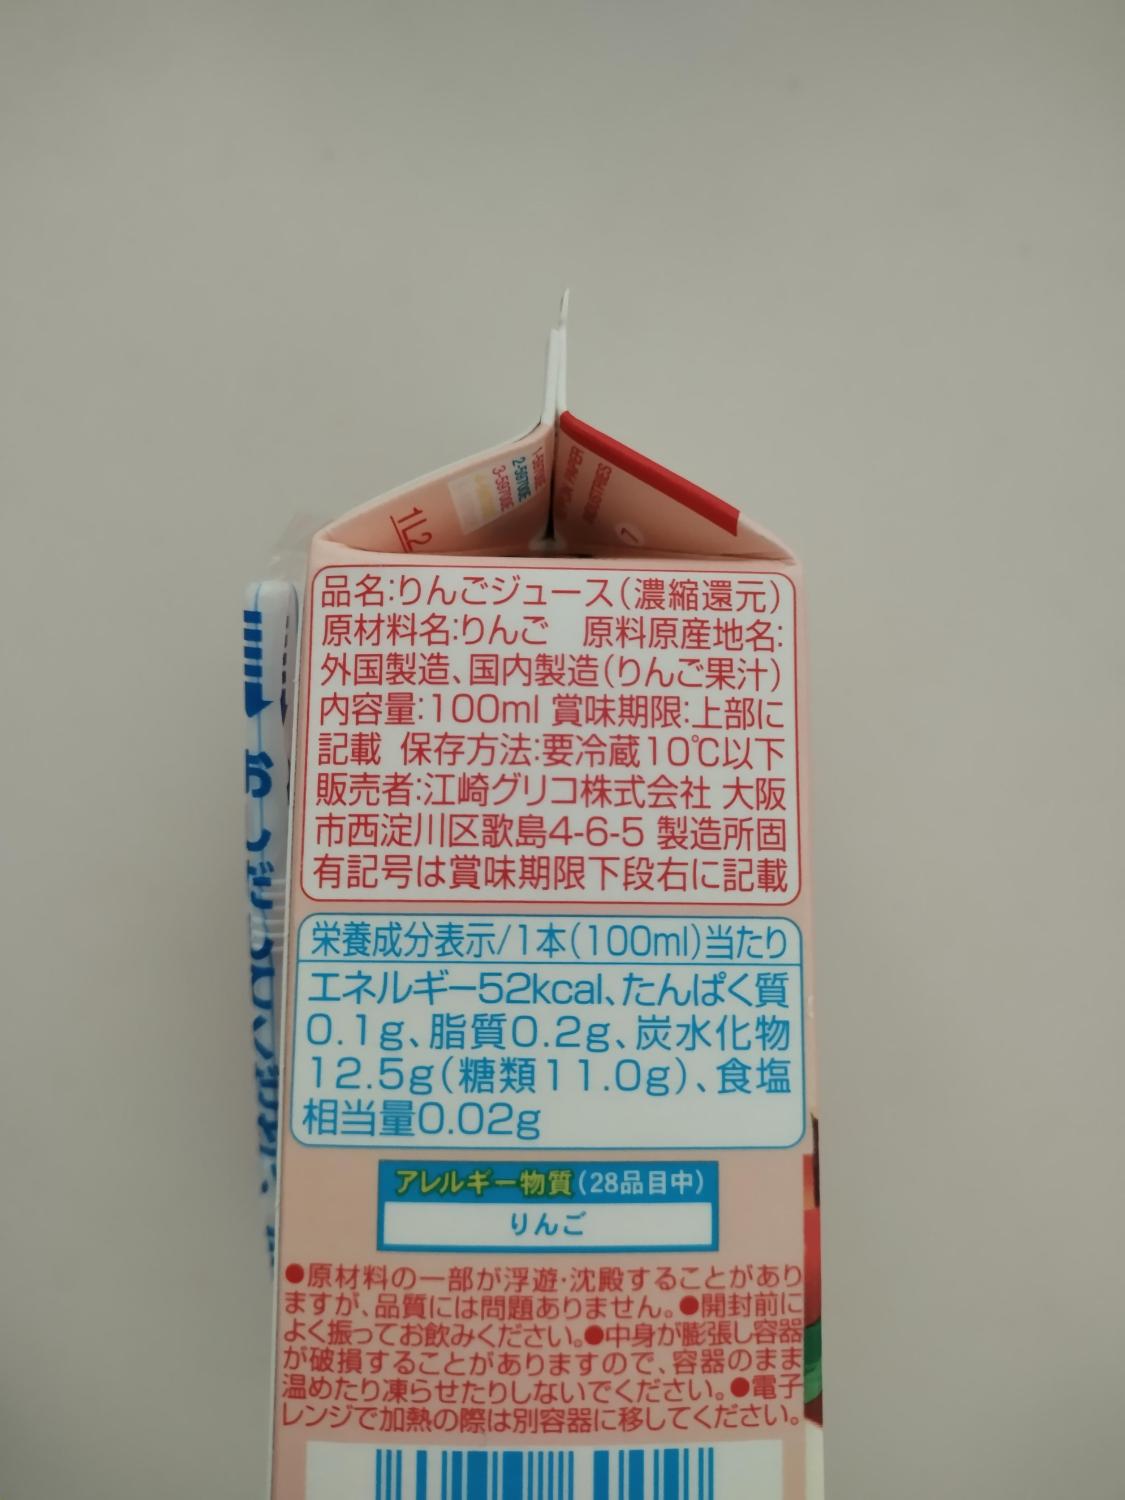 1L2
1-5970E
2-5970E
3-5970E
PAPER
INDUSTRIES
1
品名:りんごジュース(濃縮還元)
原材料名:りんご 原料原産地名:
外国製造、国内製造(りんご果汁)
内容量:100ml 賞味期限:上部に
記載 保存方法:要冷蔵10℃以下
販売者:江崎グリコ株式会社 大阪
市西淀川区歌島4-6-5 製造所固
有記号は賞味期限下段右に記載
栄養成分表示/1本(100ml)当たり
エネルギー52kcal、たんぱく質
0.1g、脂質0.2g、炭水化物
12.5g(糖類11.0g)、食塩
相当量0.02g
アレルギー物質(28品目中)
りんご
●原材料の一部が浮遊・沈殿することがあり
ますが、品質には問題ありません。●開封前に
よく振ってお飲みください。●中身が膨張し容器
が破損することがありますので、容器のまま
温めたり凍らせたりしないでください。●電子
レンジで加熱の際は別容器に移してください。